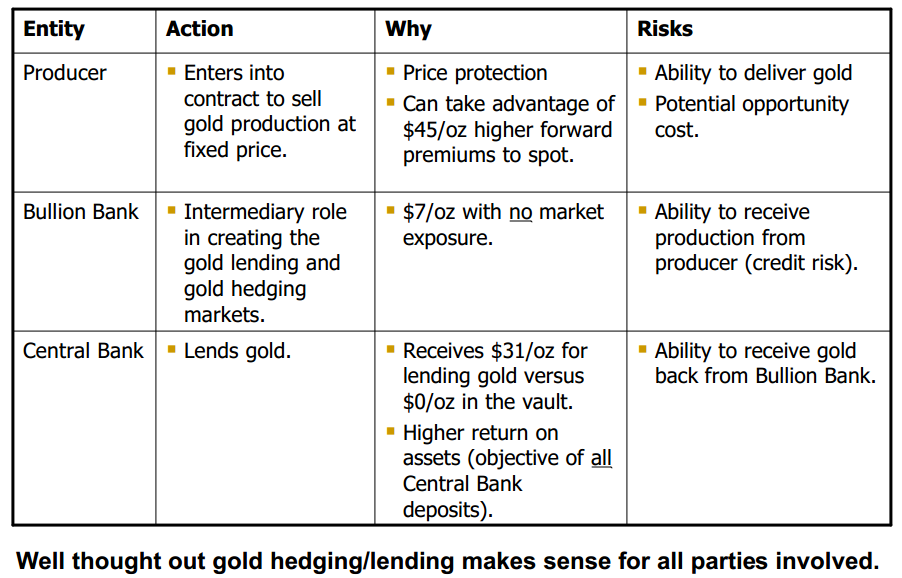 Entity
Action
Why
Risks
Producer
▪ Enters into
contract to sell
gold production at
fixed price.
▪ Price protection
▪ Can take advantage of
$45/oz higher forward
premiums to spot.
▪ Ability to deliver gold
▪ Potential opportunity
cost.
Bullion Bank
▪ Intermediary role
in creating the
gold lending and
gold hedging
markets.
▪ $7/oz with no market
exposure.
▪ Ability to receive
production from
producer (credit risk).
Central Bank
▪ Lends gold.
▪ Receives $31/oz for
lending gold versus
$0/oz in the vault.
▪ Higher return on
assets (objective of all
Central Bank
deposits).
▪ Ability to receive gold
back from Bullion Bank.
Well thought out gold hedging/lending makes sense for all parties involved.